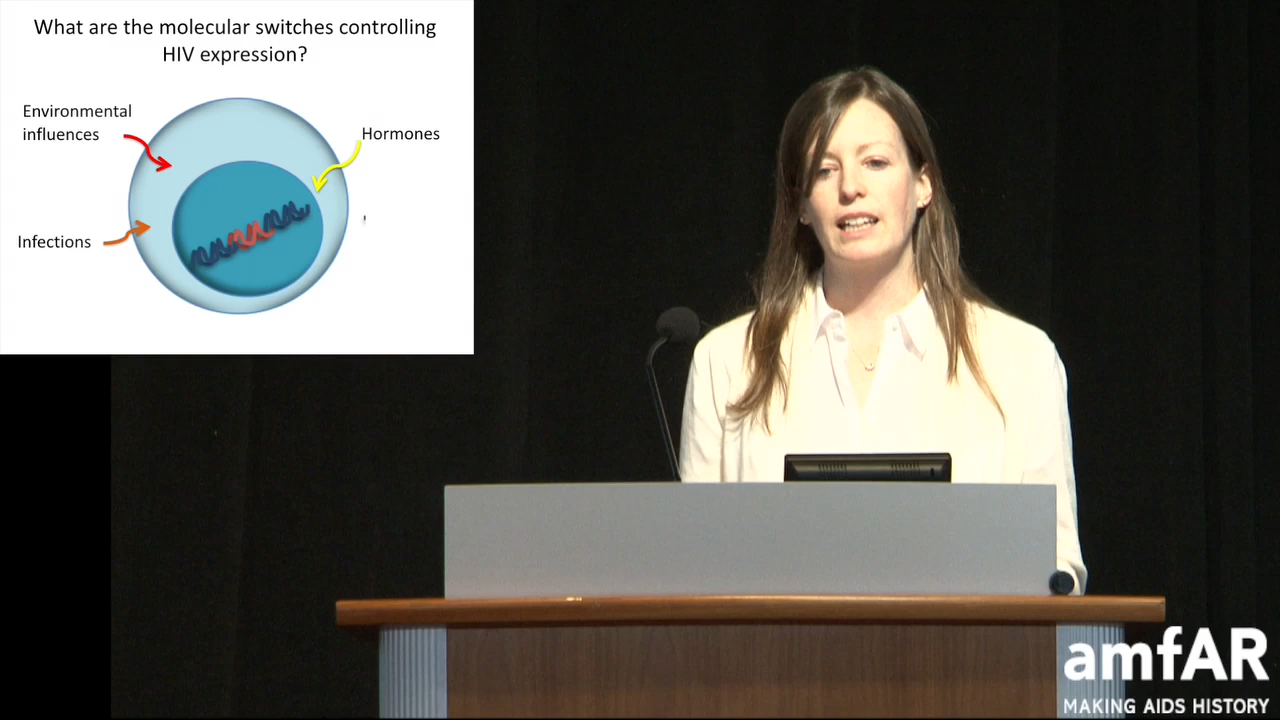 What are the molecular switches controlling
HIV expression?
Environmental
influences
Hormones
Infections
amfAR
MAKING AIDS HISTORY